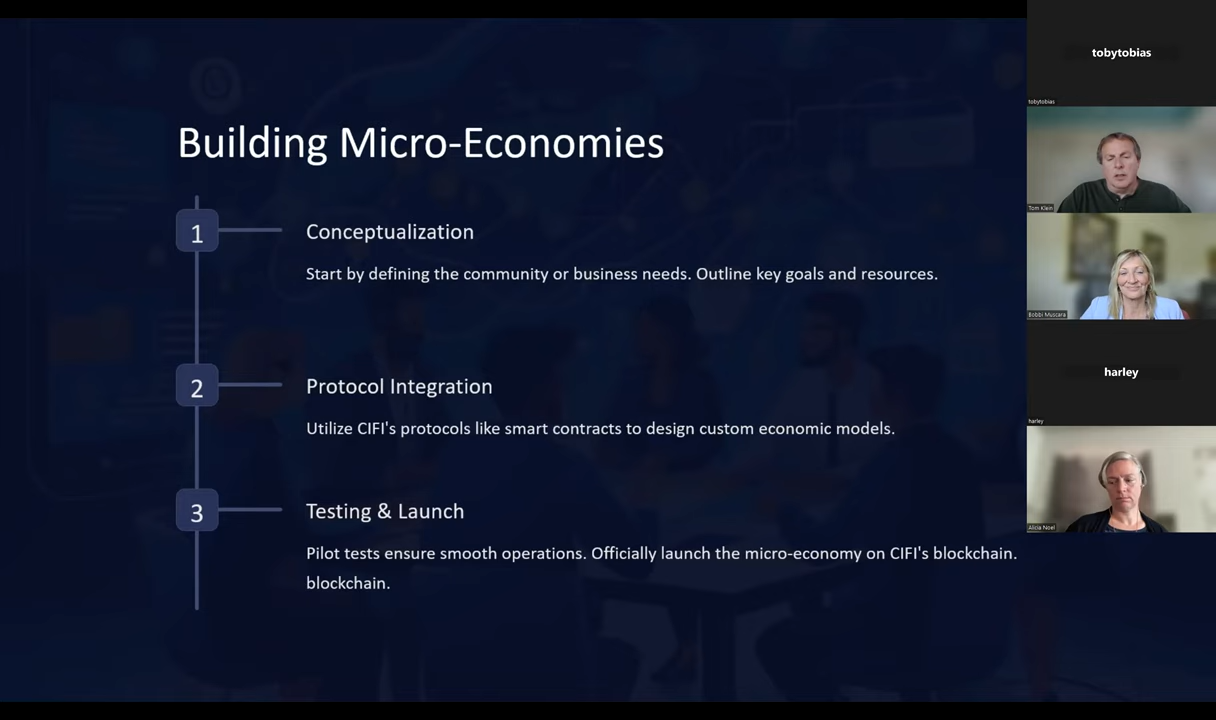 Building Micro-Economies
1
Conceptualization
Start by defining the community or business needs. Outline key goals and resources.
2
Protocol Integration
Utilize CIFI's protocols like smart contracts to design custom economic models.
3
Testing & Launch
Pilot tests ensure smooth operations. Officially launch the micro-economy on CIFI's blockchain.
blockchain.
tobytobias
tobytobias
Tom Klein
Bobbi Muscara
harley
harley
Alicia Noel